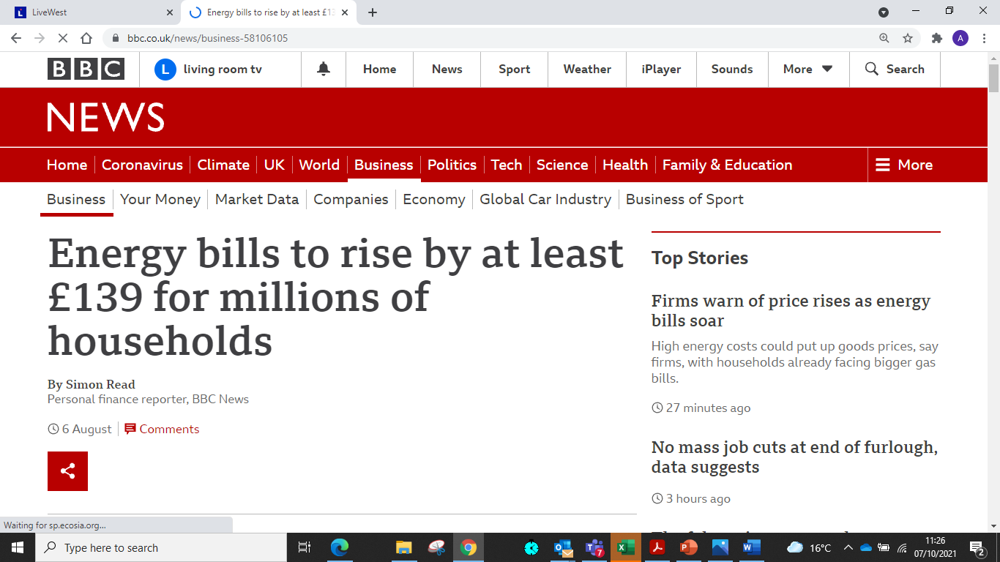 LiveWest
Energy bills to rise by at least £13
bbc.co.uk/news/business-58106105
A
BBC
L living room tv
Home
News
Sport
Weather
iPlayer
Sounds
More
Search
NEWS
Home
Coronavirus
Climate
UK
World
Business
Politics
Tech
Science
Health
Family & Education
More
Business
Your Money
Market Data
Companies
Economy
Global Car Industry
Business of Sport
Energy bills to rise by at least
£139 for millions of
households
By Simon Read
Personal finance reporter, BBC News
6 August
Comments
Top Stories
Firms warn of price rises as energy
bills soar
High energy costs could put up goods prices, say
firms, with households already facing bigger gas
bills.
27 minutes ago
No mass job cuts at end of furlough,
data suggests
3 hours ago
Waiting for sp.ecosia.org...
Type here to search
7
16°C
11:26
07/10/2021
2